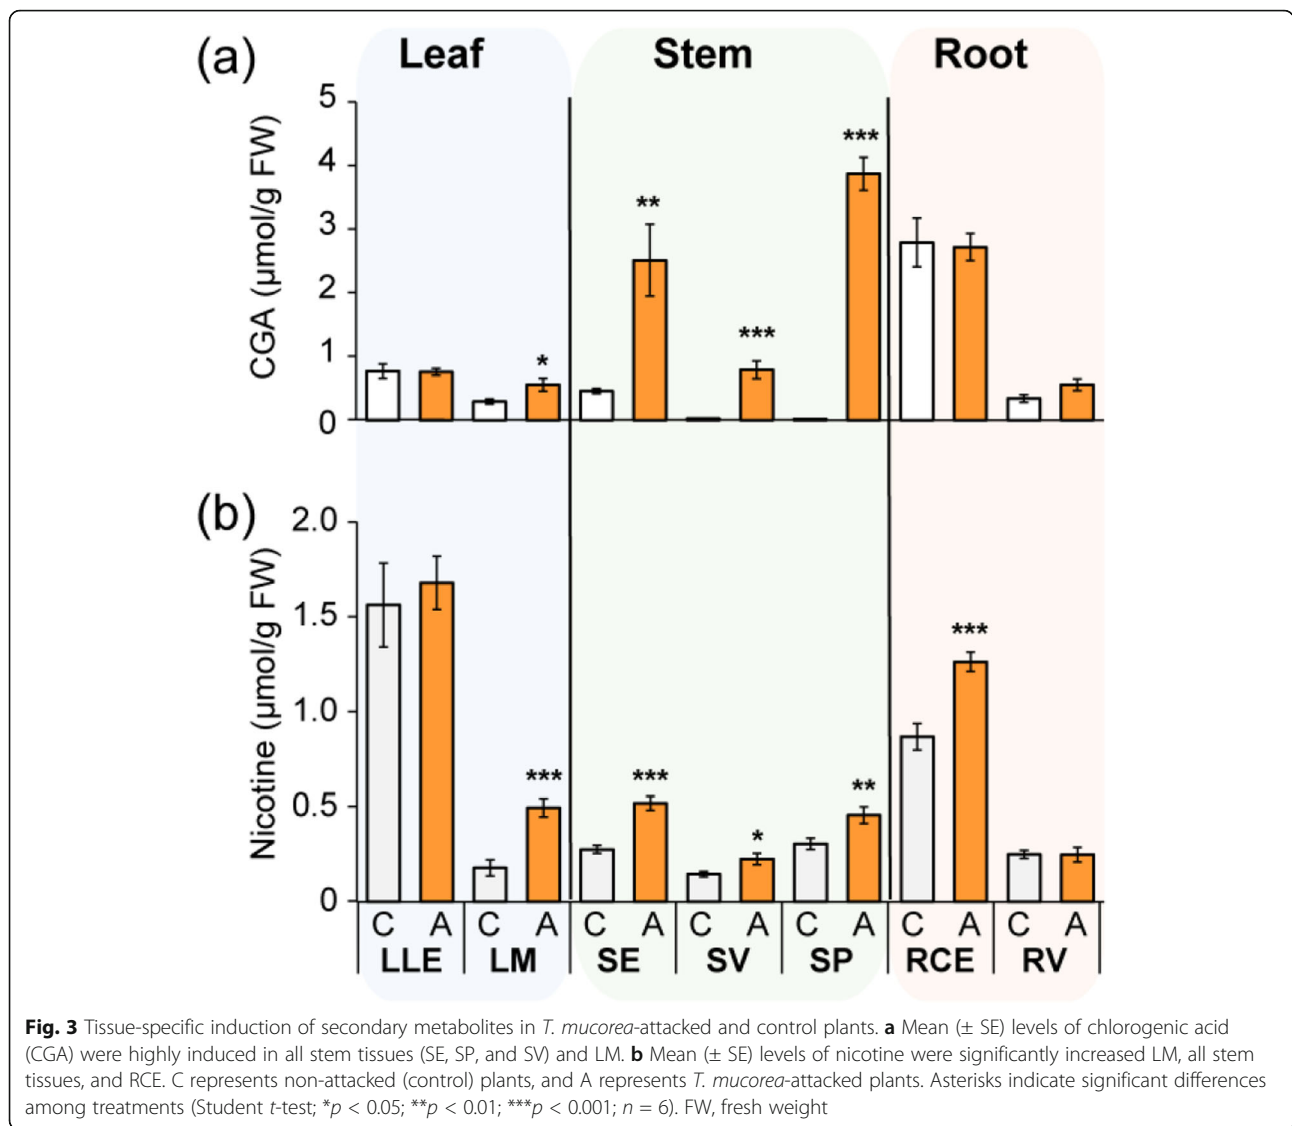 (a)
Leaf Stem Root
CGA (µmol/g FW)
5
4
3
2
1
0
*
**
***
***
(b)
Nicotine (µmol/g FW)
2.0
1.5
1.0
0.5
0
***
***
*
**
***
C A C A C A C A C A C A C A
LLE LM SE SV SP RCE RV
Fig. 3 Tissue-specific induction of secondary metabolites in T. mucorea-attacked and control plants. a Mean (± SE) levels of chlorogenic acid
(CGA) were highly induced in all stem tissues (SE, SP, and SV) and LM. b Mean (± SE) levels of nicotine were significantly increased LM, all stem
tissues, and RCE. C represents non-attacked (control) plants, and A represents T. mucorea-attacked plants. Asterisks indicate significant differences
among treatments (Student t-test; *p < 0.05; **p < 0.01; ***p < 0.001; n = 6). FW, fresh weight